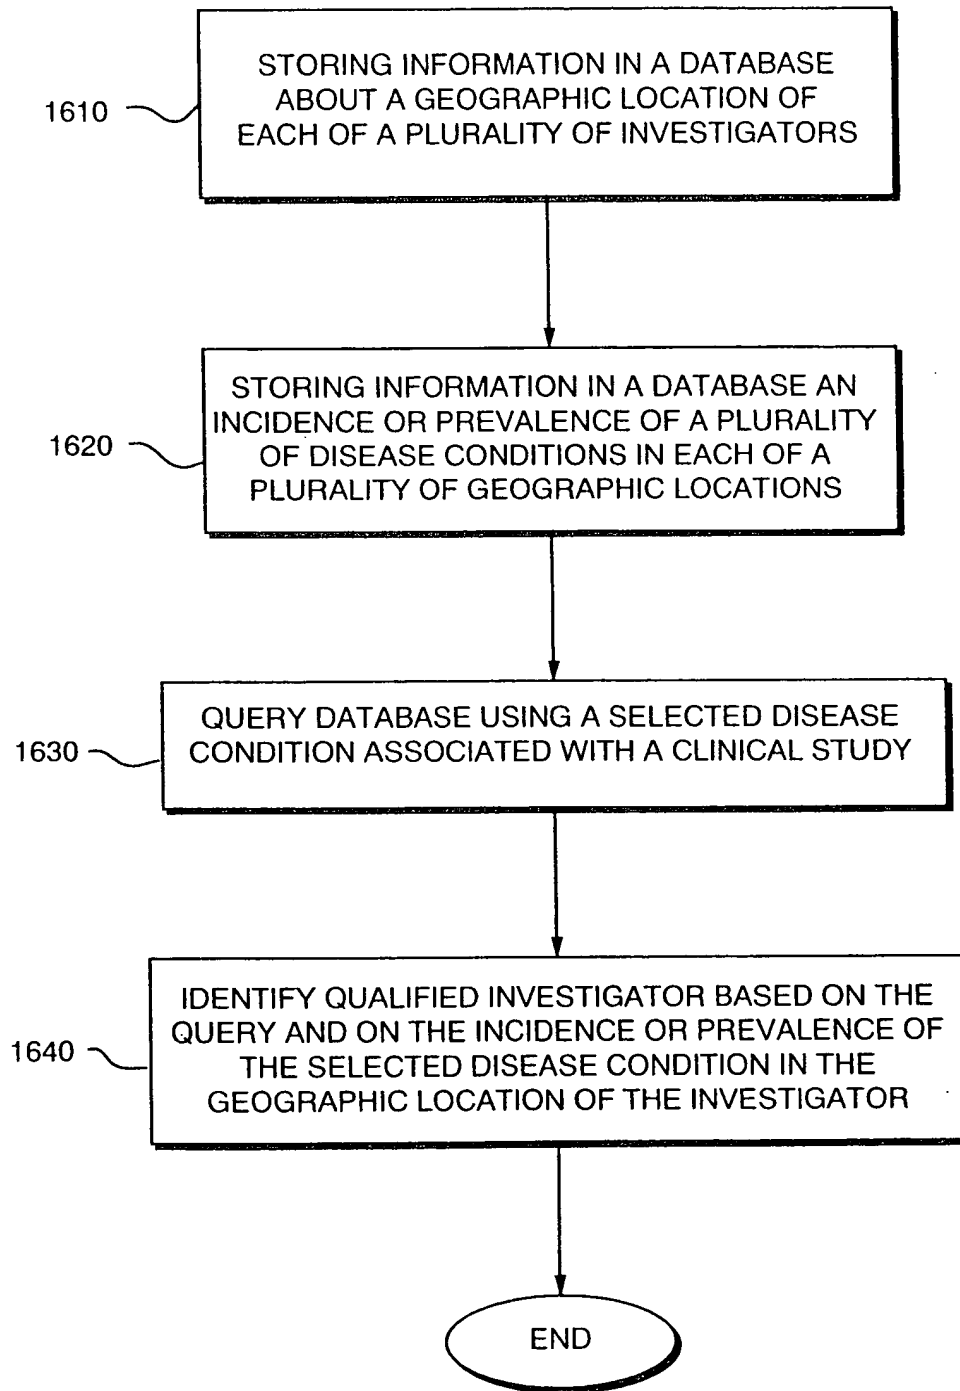 1610
STORING INFORMATION IN A DATABASE
ABOUT A GEOGRAPHIC LOCATION OF
EACH OF A PLURALITY OF INVESTIGATORS
1620
STORING INFORMATION IN A DATABASE AN
INCIDENCE OR PREVALENCE OF A PLURALITY
OF DISEASE CONDITIONS IN EACH OF A
PLURALITY OF GEOGRAPHIC LOCATIONS
1630
QUERY DATABASE USING A SELECTED DISEASE
CONDITION ASSOCIATED WITH A CLINICAL STUDY
1640
IDENTIFY QUALIFIED INVESTIGATOR BASED ON THE
QUERY AND ON THE INCIDENCE OR PREVALENCE OF
THE SELECTED DISEASE CONDITION IN THE
GEOGRAPHIC LOCATION OF THE INVESTIGATOR
END